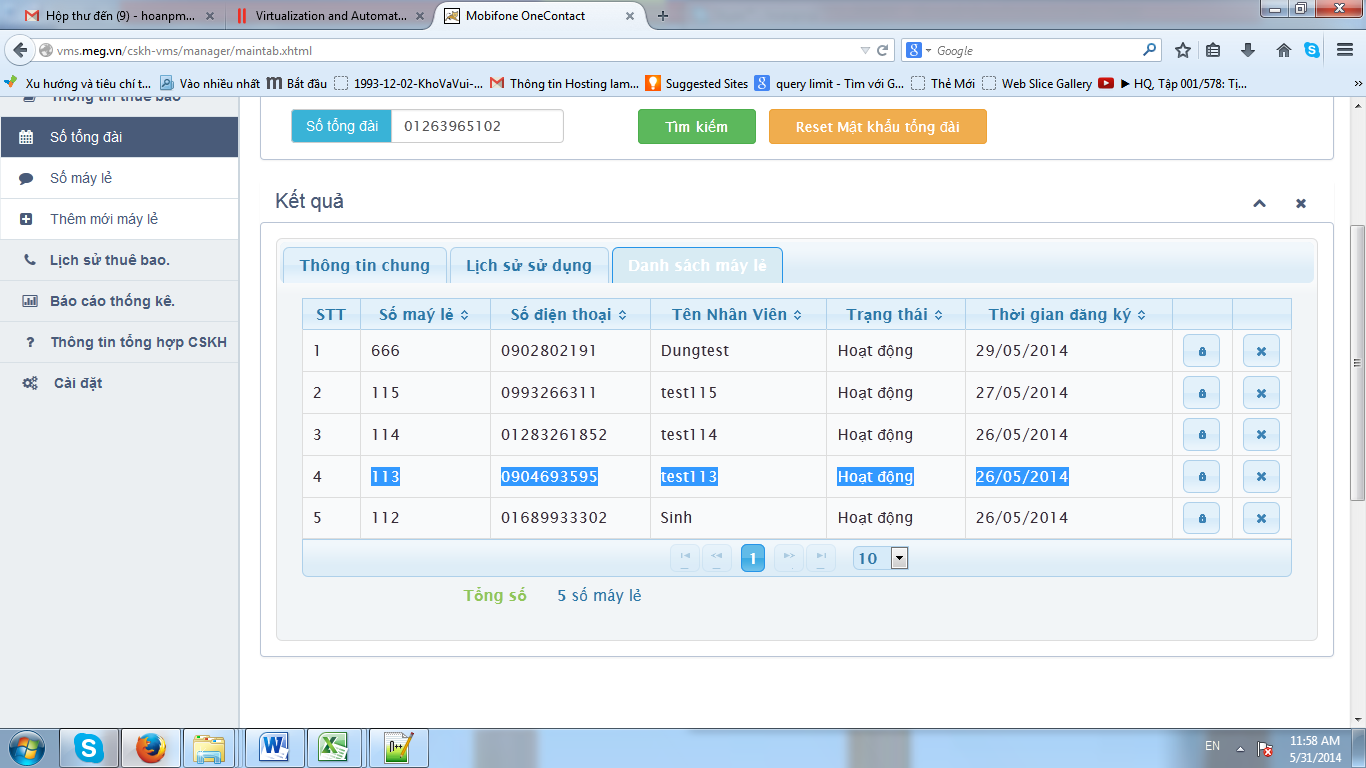 Hộp thư đến (9) - hoanpm... × Virtualization and Automat... × Mobifone OneContact × +
vms.meg.vn/cskh-vms/manager/maintab.xhtml Google
Xu hướng và tiêu chí t... Vào nhiều nhất Bắt đầu 1993-12-02-KhoVaVui-... Thông tin Hosting lam... Suggested Sites query limit - Tìm với G... Thẻ Mới Web Slice Gallery ► HQ, Tập 001/578: Tị... »
Thông tin thuê bao
Số tổng đài
Số máy lẻ
Thêm mới máy lẻ
Lịch sử thuê bao.
Báo cáo thống kê.
? Thông tin tổng hợp CSKH
Cài đặt
Số tổng đài 01263965102 Tìm kiếm Reset Mật khẩu tổng đài
Kết quả
Thông tin chung Lịch sử sử dụng Danh sách máy lẻ
STT Số maý lẻ Số điện thoại Tên Nhân Viên Trạng thái Thời gian đăng ký
1 666 0902802191 Dungtest Hoạt động 29/05/2014
2 115 0993266311 test115 Hoạt động 27/05/2014
3 114 01283261852 test114 Hoạt động 26/05/2014
4 113 0904693595 test113 Hoạt động 26/05/2014
5 112 01689933302 Sinh Hoạt động 26/05/2014
1 10
Tổng số 5 số máy lẻ
EN 11:58 AM
5/31/2014